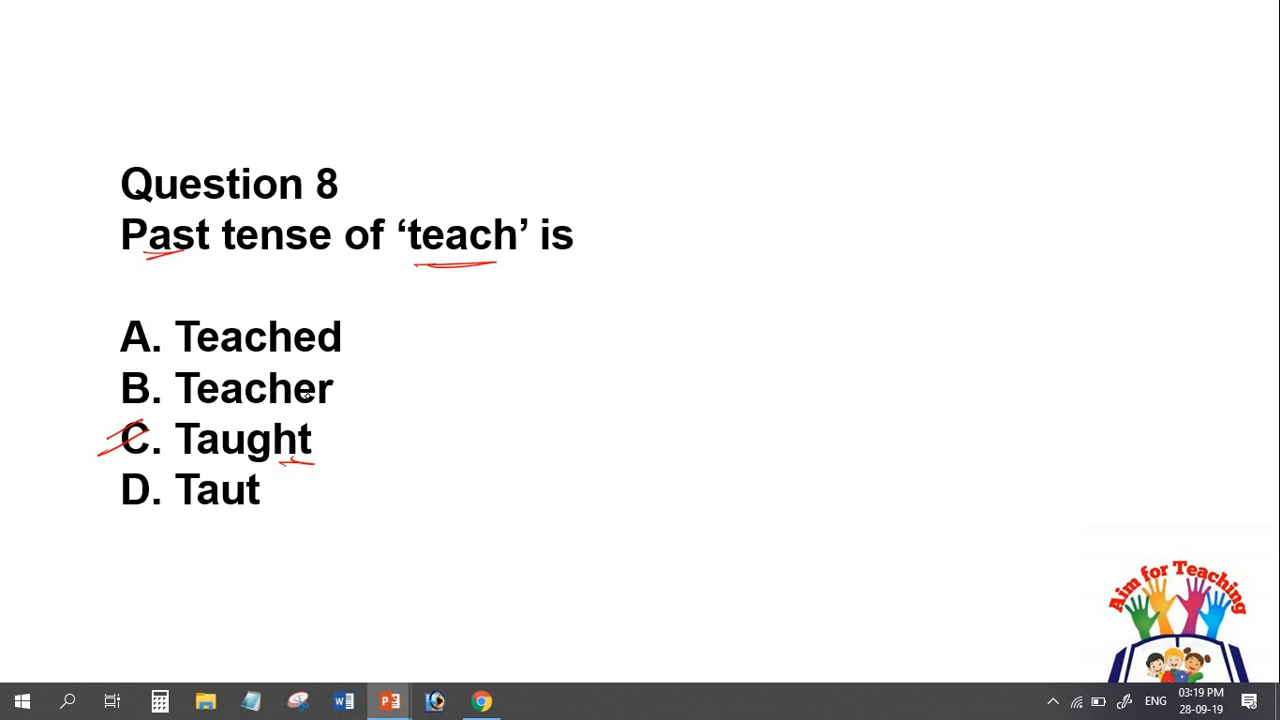 Question 8
Past tense of ‘teach’ is
A. Teached
B. Teacher
C. Taught
D. Taut
Aim for Teaching
ENG
03:19 PM
28-09-19